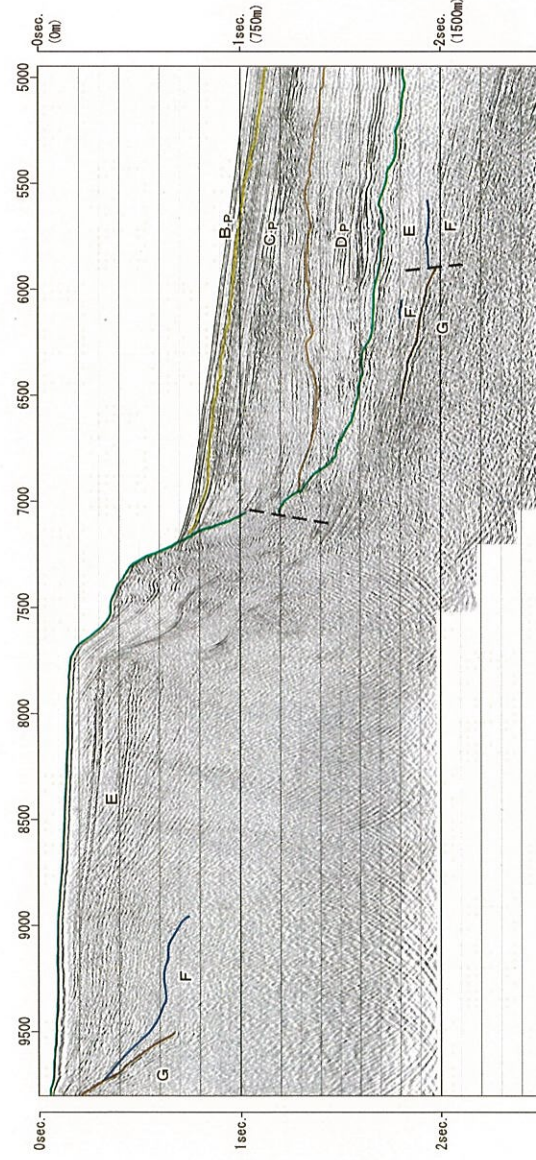 0sec.
(0m)
1sec.
(750m)
2sec.
(1500m)
5000
5500
6000
6500
7000
7500
8000
8500
9000
9500
B P
C P
D P
E
F
F
G
E
F
G
0sec.
1sec.
2sec.